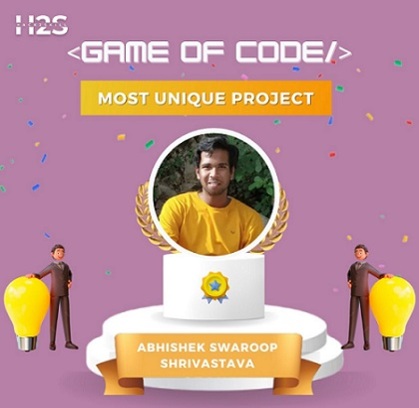 H2S
<GAME OF CODE/>
MOST UNIQUE PROJECT
ABHISHEK SWAROOP
SHRIVASTAVA